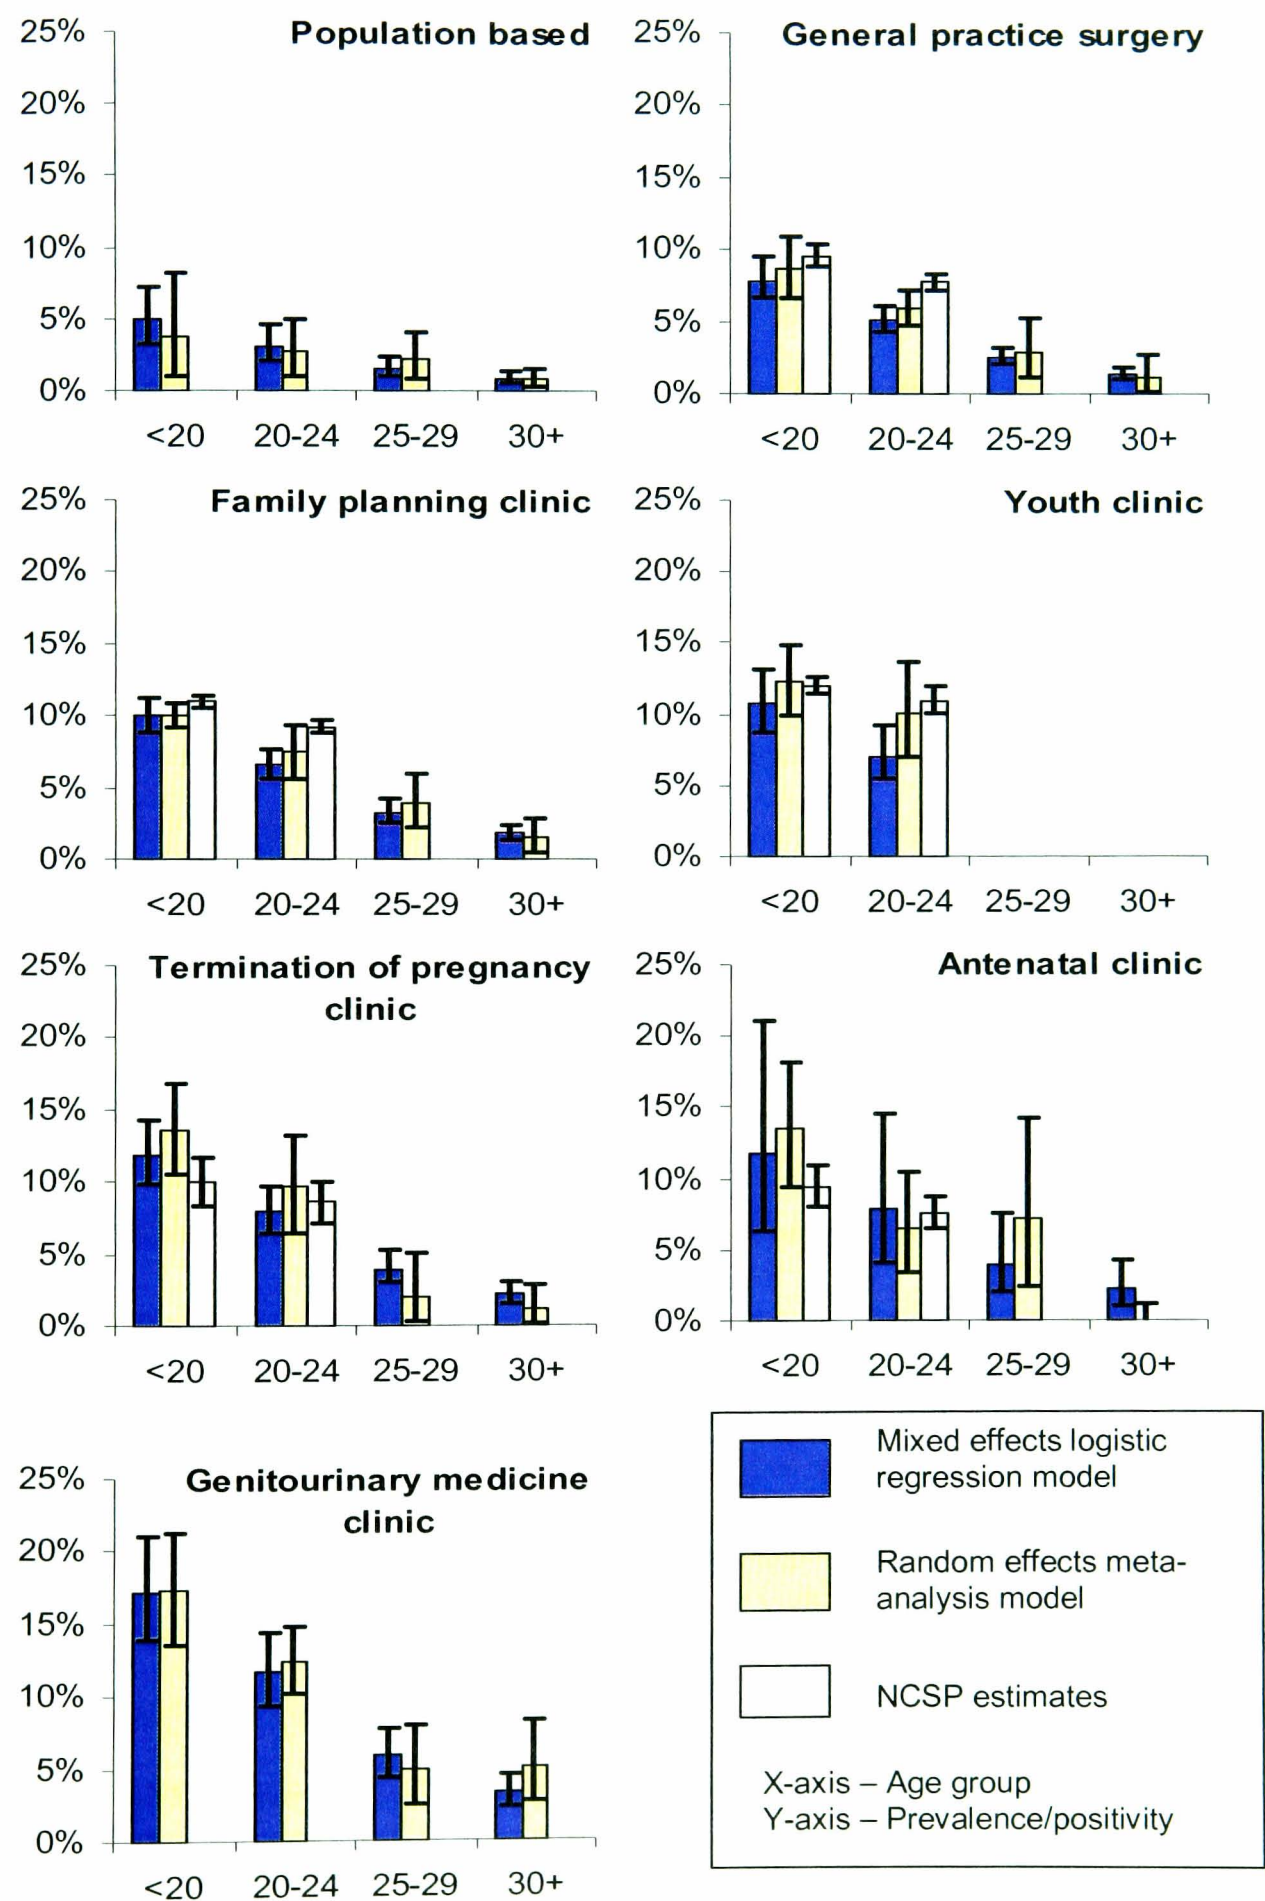 Population based
25%
20%
15%
10%
5%
0%
<20 20-24 25-29 30+
General practice surgery
25%
20%
15%
10%
5%
0%
<20 20-24 25-29 30+
Family planning clinic
25%
20%
15%
10%
5%
0%
<20 20-24 25-29 30+
Youth clinic
25%
20%
15%
10%
5%
0%
<20 20-24 25-29 30+
Termination of pregnancy
clinic
25%
20%
15%
10%
5%
0%
<20 20-24 25-29 30+
Antenatal clinic
25%
20%
15%
10%
5%
0%
<20 20-24 25-29 30+
Genitourinary medicine
clinic
25%
20%
15%
10%
5%
0%
<20 20-24 25-29 30+
Mixed effects logistic
regression model
Random effects meta-
analysis model
NCSP estimates
X-axis – Age group
Y-axis – Prevalence/positivity